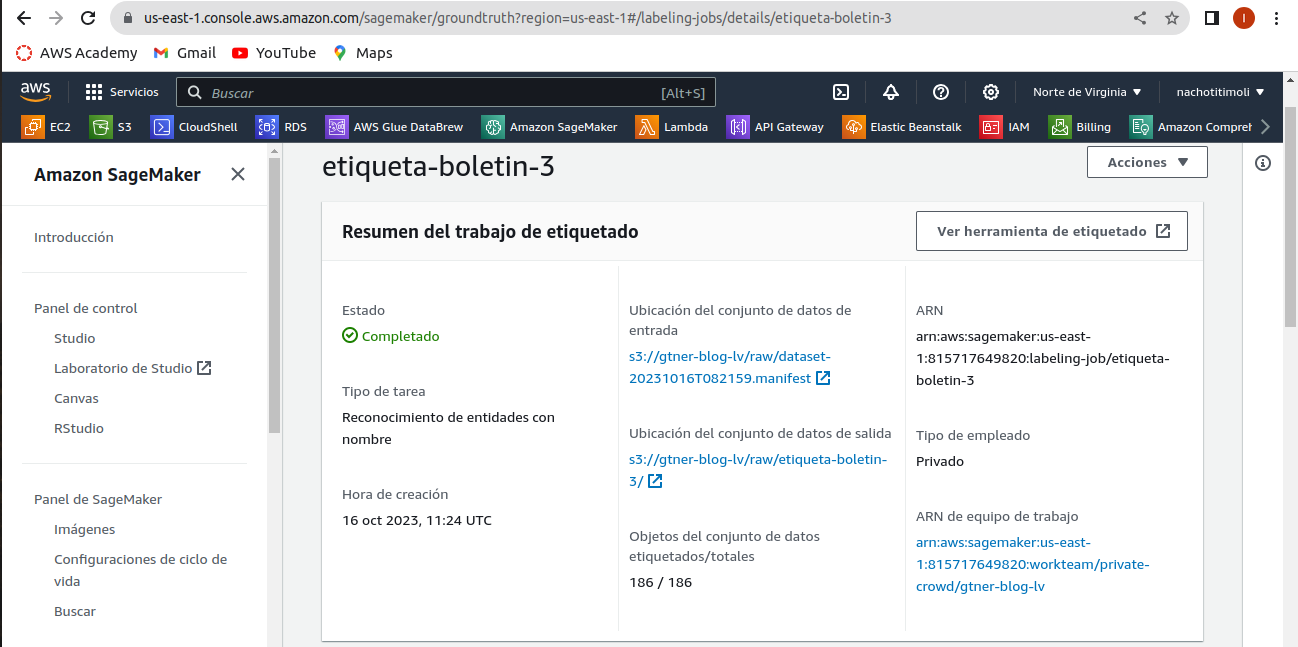 us-east-1.console.aws.amazon.com/sagemaker/groundtruth?region=us-east-1#/labeling-jobs/details/etiqueta-boletin-3
I
AWS Academy
Gmail
YouTube
Maps
aws
Servicios
Buscar
[Alt+S]
Norte de Virginia
nachotitimoli
EC2
S3
CloudShell
RDS
AWS Glue DataBrew
Amazon SageMaker
Lambda
API Gateway
Elastic Beanstalk
IAM
Billing
Amazon Compreh
Amazon SageMaker
Introducción
Panel de control
Studio
Laboratorio de Studio
Canvas
RStudio
Panel de SageMaker
Imágenes
Configuraciones de ciclo de
vida
Buscar
etiqueta-boletin-3
Acciones
Resumen del trabajo de etiquetado
Ver herramienta de etiquetado
Estado
Completado
Tipo de tarea
Reconocimiento de entidades con
nombre
Hora de creación
16 oct 2023, 11:24 UTC
Ubicación del conjunto de datos de
entrada
s3://gtner-blog-lv/raw/dataset-
20231016T082159.manifest
Ubicación del conjunto de datos de salida
s3://gtner-blog-lv/raw/etiqueta-boletin-
3/
Objetos del conjunto de datos
etiquetados/totales
186 / 186
ARN
arn:aws:sagemaker:us-east-
1:815717649820:labeling-job/etiqueta-
boletin-3
Tipo de empleado
Privado
ARN de equipo de trabajo
arn:aws:sagemaker:us-east-
1:815717649820:workteam/private-
crowd/gtner-blog-lv